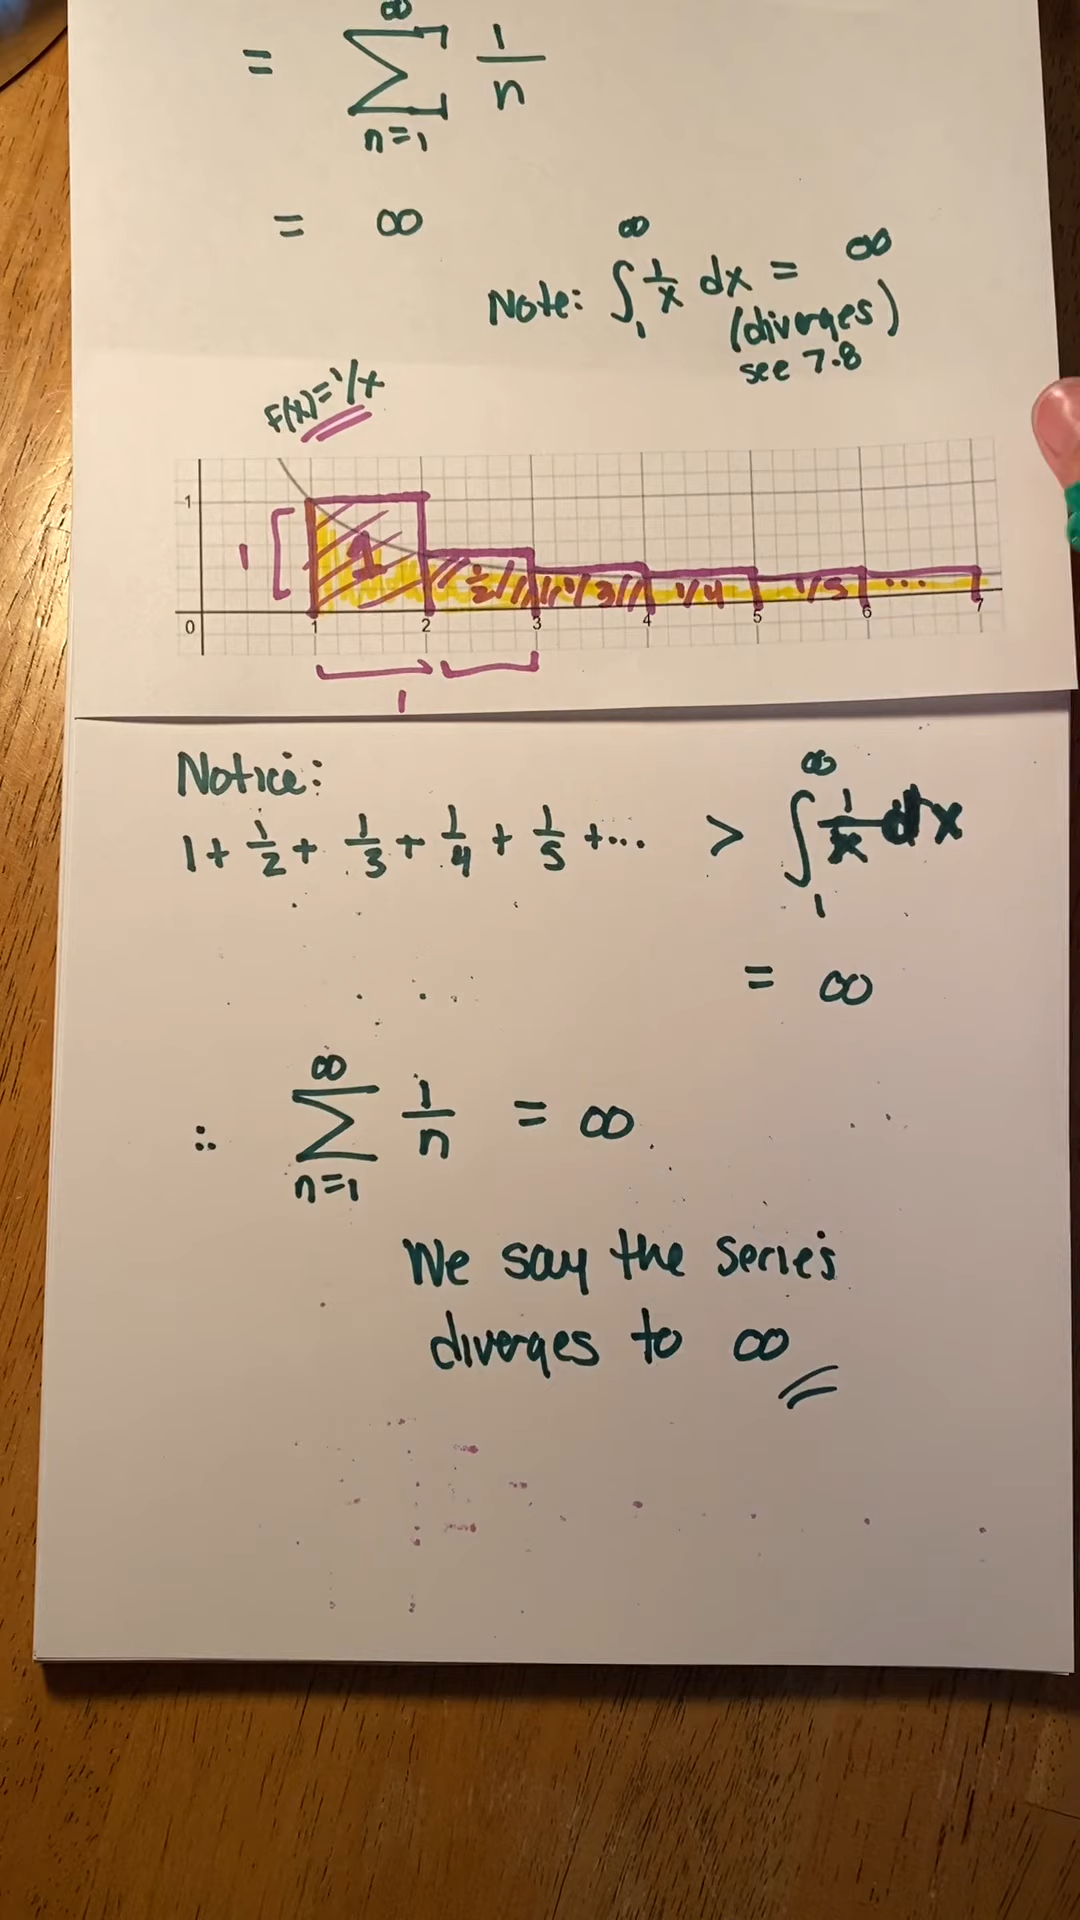 = ∞ ∑ n=1 1/n
= ∞
Note: ∫₁^∞ 1/x dx = ∞
(diverges)
see 7.8
F(x)=1/x
1
1
1 1/2 1/3 1/4 1/5 ...
0 1 2 3 4 5 6 7
1
Notice:
1 + 1/2 + 1/3 + 1/4 + 1/5 + ... > ∫₁^∞ 1/x dx
= ∞
∴ ∞ ∑ n=1 1/n = ∞
We say the series
diverges to ∞